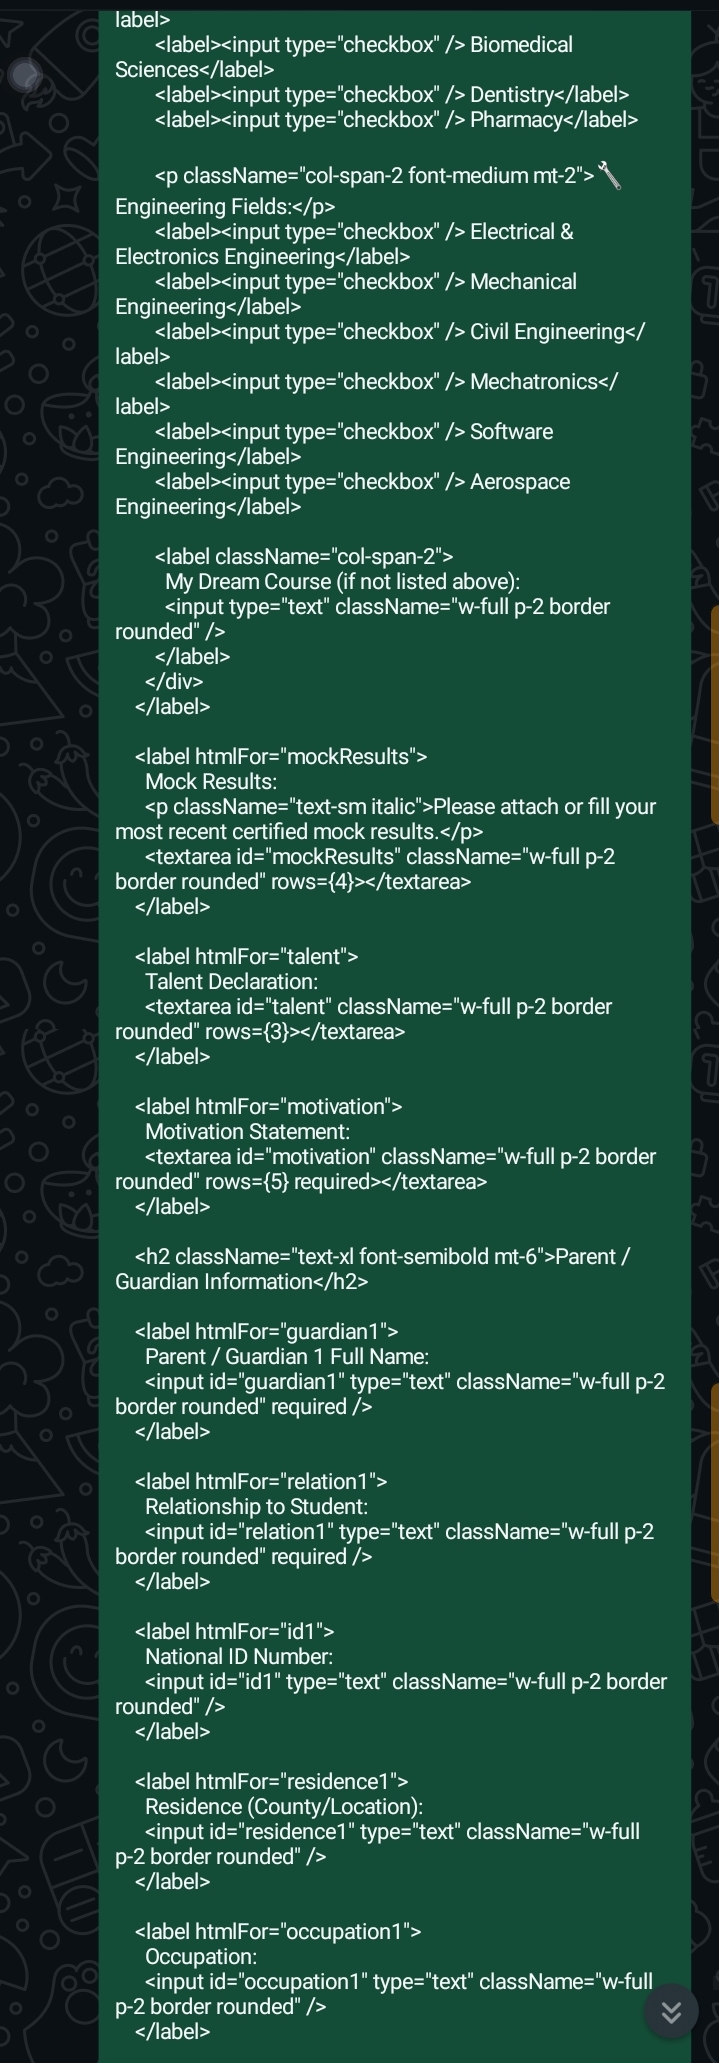 label>
<label><input type="checkbox" /> Biomedical
Sciences</label>
<label><input type="checkbox" /> Dentistry</label>
<label><input type="checkbox" /> Pharmacy</label>
<p className="col-span-2 font-medium mt-2">🔧
Engineering Fields:</p>
<label><input type="checkbox" /> Electrical &
Electronics Engineering</label>
<label><input type="checkbox" /> Mechanical
Engineering</label>
<label><input type="checkbox" /> Civil Engineering</
label>
<label><input type="checkbox" /> Mechatronics</
label>
<label><input type="checkbox" /> Software
Engineering</label>
<label><input type="checkbox" /> Aerospace
Engineering</label>
<label className="col-span-2">
My Dream Course (if not listed above):
<input type="text" className="w-full p-2 border
rounded" />
</label>
</div>
</label>
<label htmlFor="mockResults">
Mock Results:
<p className="text-sm italic">Please attach or fill your
most recent certified mock results.</p>
<textarea id="mockResults" className="w-full p-2
border rounded" rows={4}></textarea>
</label>
<label htmlFor="talent">
Talent Declaration:
<textarea id="talent" className="w-full p-2 border
rounded" rows={3}></textarea>
</label>
<label htmlFor="motivation">
Motivation Statement:
<textarea id="motivation" className="w-full p-2 border
rounded" rows={5} required></textarea>
</label>
<h2 className="text-xl font-semibold mt-6">Parent /
Guardian Information</h2>
<label htmlFor="guardian1">
Parent / Guardian 1 Full Name:
<input id="guardian1" type="text" className="w-full p-2
border rounded" required />
</label>
<label htmlFor="relation1">
Relationship to Student:
<input id="relation1" type="text" className="w-full p-2
border rounded" required />
</label>
<label htmlFor="id1">
National ID Number:
<input id="id1" type="text" className="w-full p-2 border
rounded" />
</label>
<label htmlFor="residence1">
Residence (County/Location):
<input id="residence1" type="text" className="w-full
p-2 border rounded" />
</label>
<label htmlFor="occupation1">
Occupation:
<input id="occupation1" type="text" className="w-full
p-2 border rounded" />
</label>